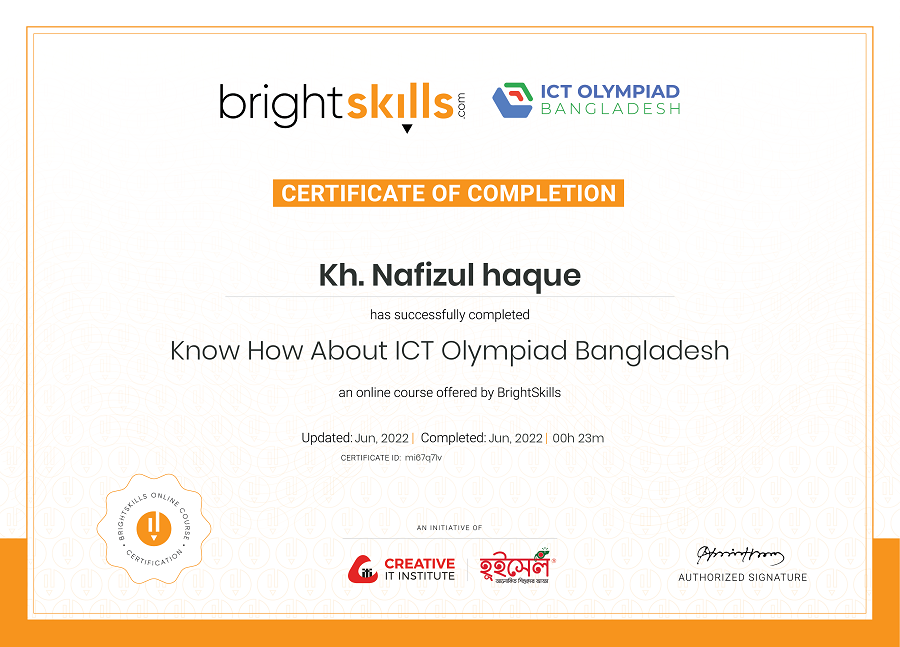 brightskills.com
ICT OLYMPIAD
BANGLADESH
CERTIFICATE OF COMPLETION
Kh. Nafizul haque
has successfully completed
Know How About ICT Olympiad Bangladesh
an online course offered by BrightSkills
Updated: Jun, 2022 | Completed: Jun, 2022 | 00h 23m
CERTIFICATE ID: mi67q7lv
BRIGHTSKILLS ONLINE COURSE
• CERTIFICATION •
AN INITIATIVE OF
CREATIVE
IT INSTITUTE
হুইসেল
AUTHORIZED SIGNATURE